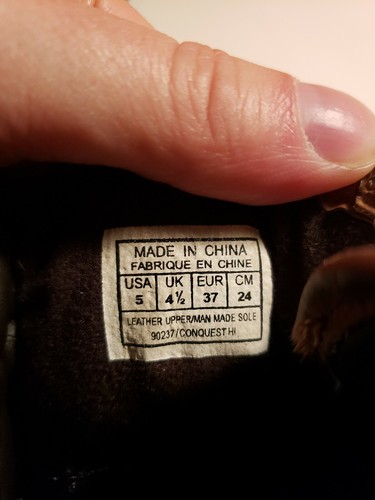 MADE IN CHINA
FABRIQUE EN CHINE
USA UK EUR CM
5 4½ 37 24
LEATHER UPPER/MAN MADE SOLE
90237/CONQUEST HI